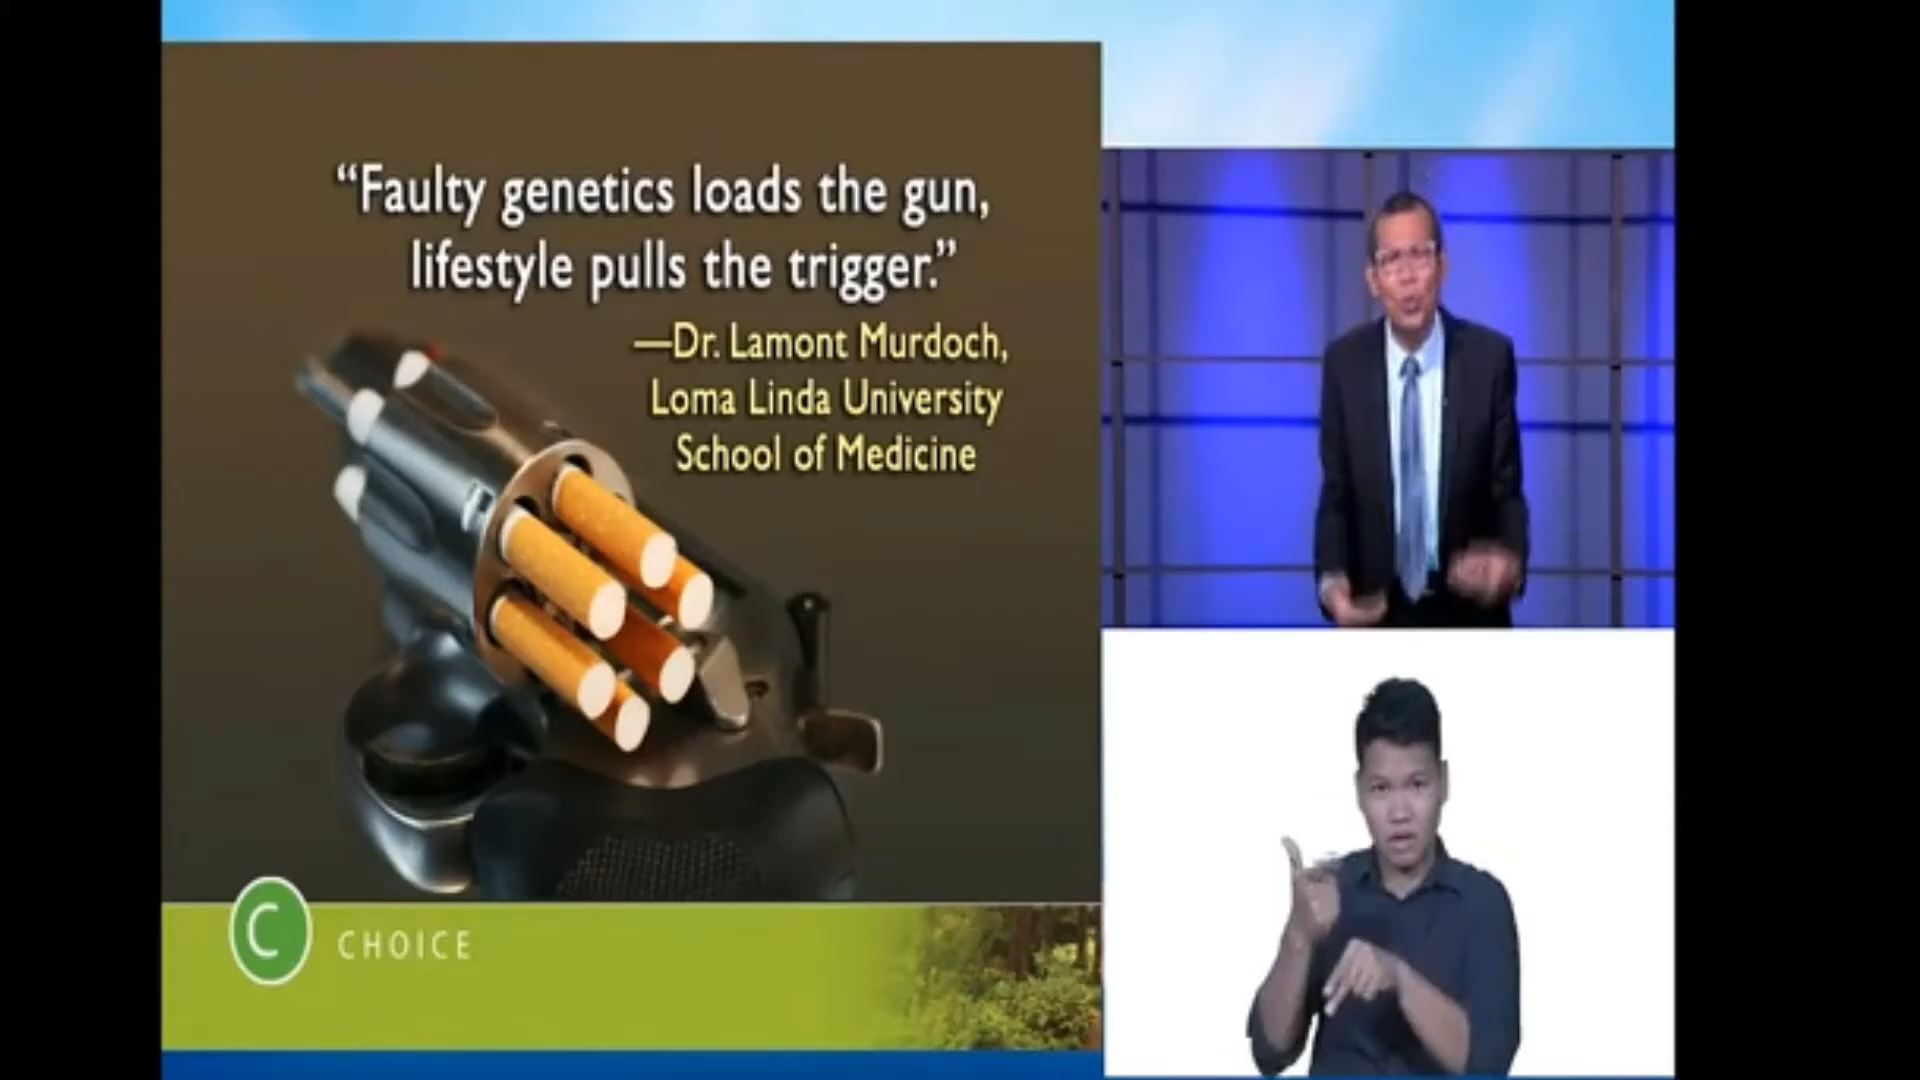 “Faulty genetics loads the gun,
lifestyle pulls the trigger.”
—Dr. Lamont Murdoch,
Loma Linda University
School of Medicine
C CHOICE